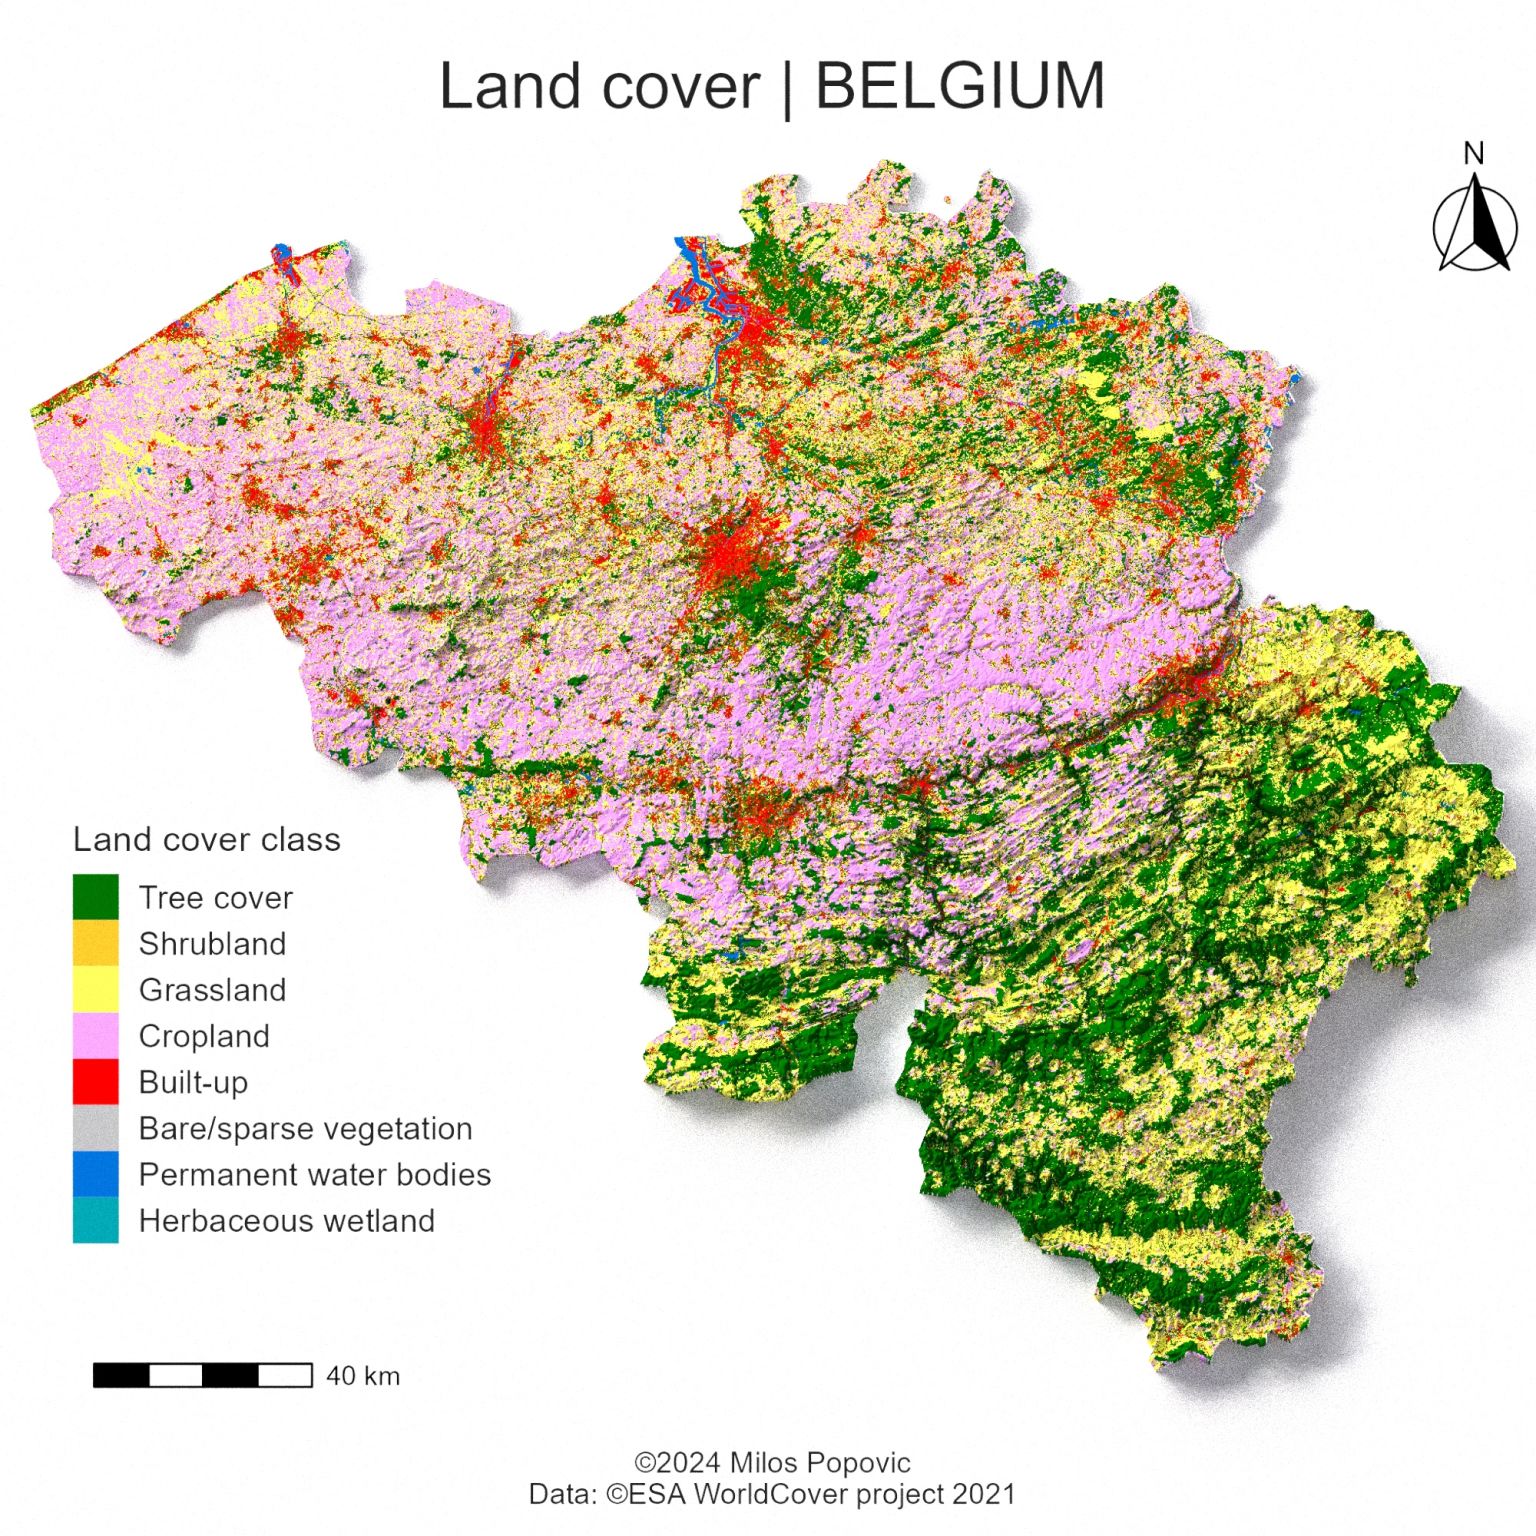 Land cover | BELGIUM
N
Land cover class
Tree cover
Shrubland
Grassland
Cropland
Built-up
Bare/sparse vegetation
Permanent water bodies
Herbaceous wetland
40 km
©2024 Milos Popovic
Data: ©ESA WorldCover project 2021